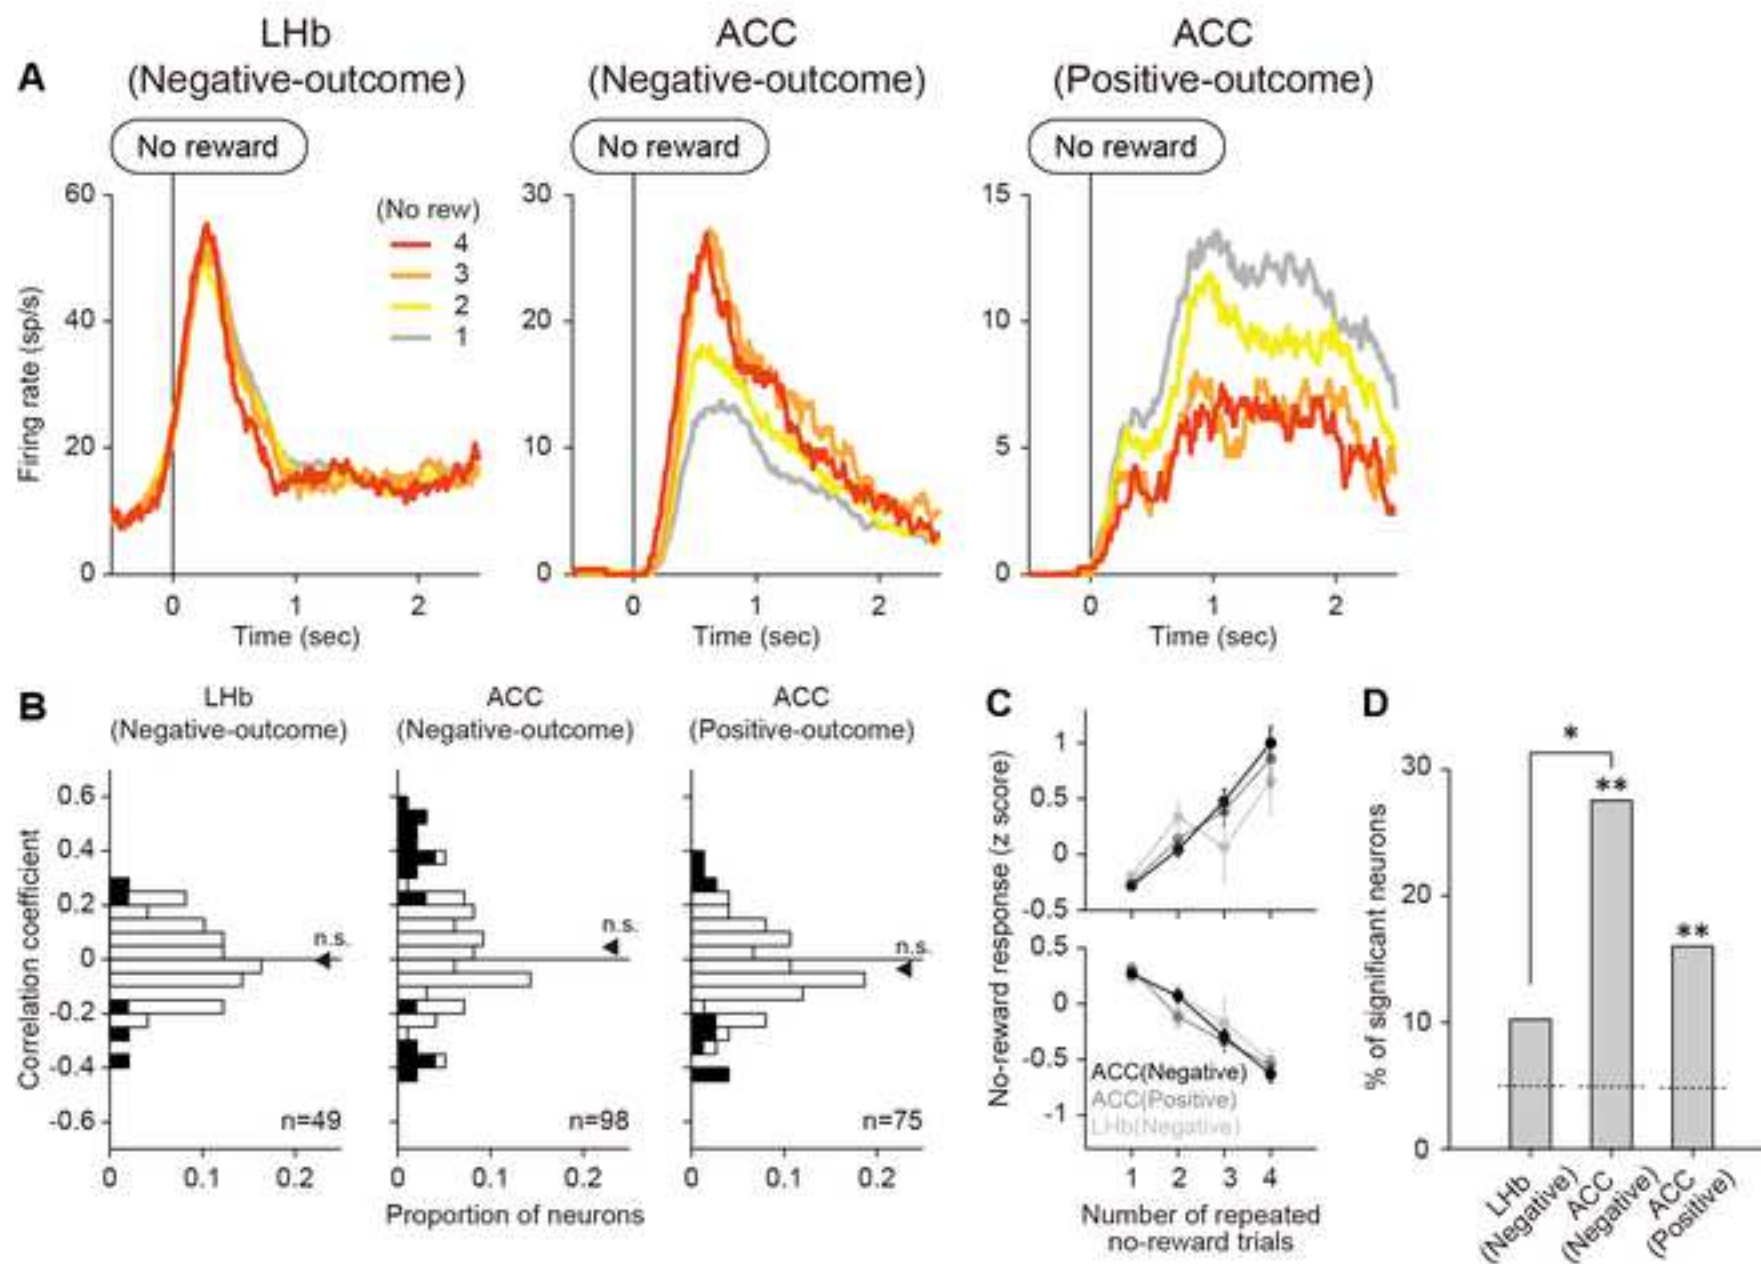 LHb
(Negative-outcome)
ACC
(Negative-outcome)
ACC
(Positive-outcome)
A
No reward
No reward
No reward
Firing rate (sp/s)
60
40
20
0
(No rew)
4
3
2
1
0 1 2
Time (sec)
30
20
10
0
0 1 2
Time (sec)
15
10
5
0
0 1 2
Time (sec)
B
LHb
(Negative-outcome)
ACC
(Negative-outcome)
ACC
(Positive-outcome)
Correlation coefficient
0.6
0.4
0.2
0
-0.2
-0.4
-0.6
n.s.
n=49
n.s.
n=98
n.s.
n=75
0 0.1 0.2
0 0.1 0.2
0 0.1 0.2
Proportion of neurons
C
No-reward response (z score)
1
0.5
0
-0.5
0.5
0
-0.5
-1
ACC(Negative)
ACC(Positive)
LHb(Negative)
1 2 3 4
Number of repeated
no-reward trials
D
% of significant neurons
30
20
10
0
*
**
**
LHb
(Negative)
ACC
(Negative)
ACC
(Positive)